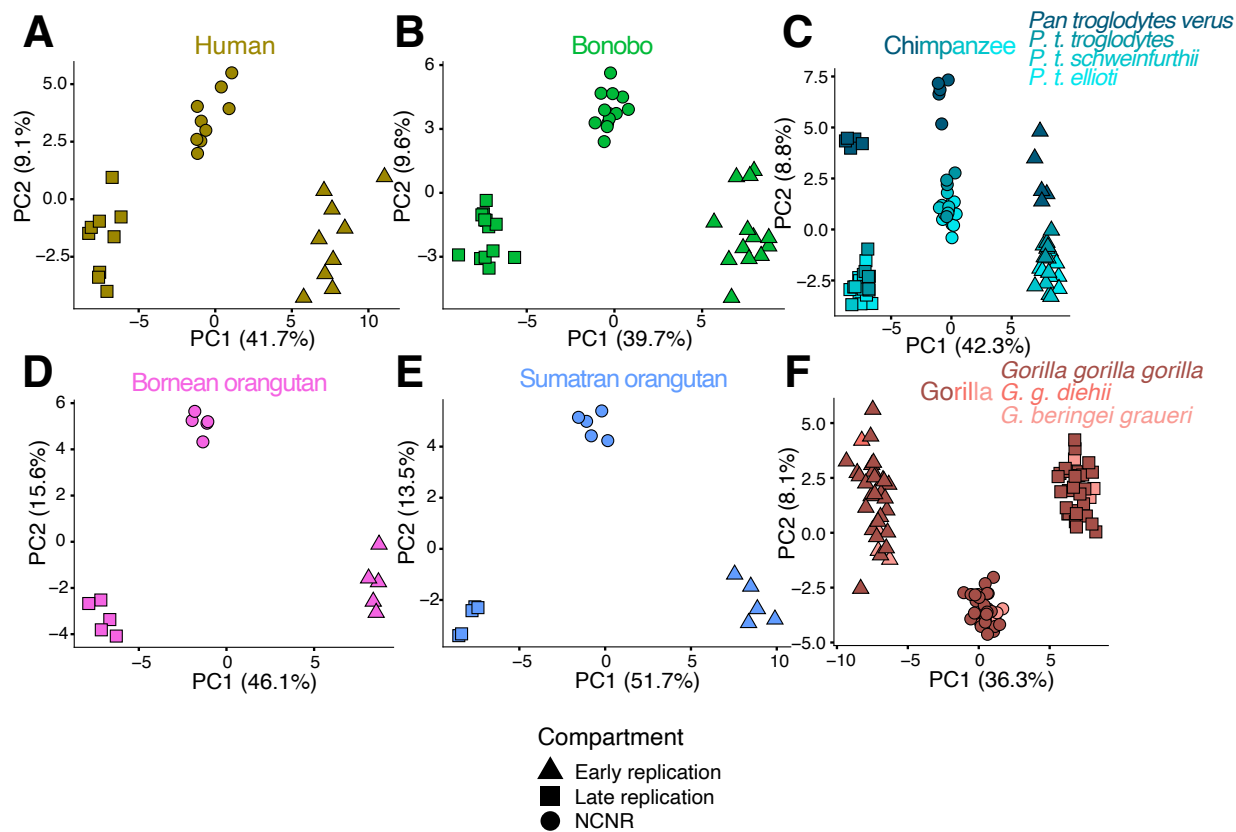 A
Human
5.0
2.5
0.0
−2.5
PC2 (9.1%)
−5
0
5
10
PC1 (41.7%)
B
Bonobo
6
3
0
−3
PC2 (9.6%)
−5
0
5
PC1 (39.7%)
C
Chimpanzee
Pan troglodytes verus
P. t. troglodytes
P. t. schweinfurthii
P. t. ellioti
7.5
5.0
2.5
0.0
−2.5
PC2 (8.8%)
−5
0
5
PC1 (42.3%)
D
Bornean orangutan
6
4
2
0
−2
−4
PC2 (15.6%)
−5
0
5
PC1 (46.1%)
E
Sumatran orangutan
4
2
0
−2
PC2 (13.5%)
−5
0
5
10
PC1 (51.7%)
F
Gorilla
Gorilla gorilla gorilla
G. g. diehii
G. beringei graueri
5.0
2.5
0.0
−2.5
−5.0
PC2 (8.1%)
−10
−5
0
5
PC1 (36.3%)
Compartment
Early replication
Late replication
NCNR